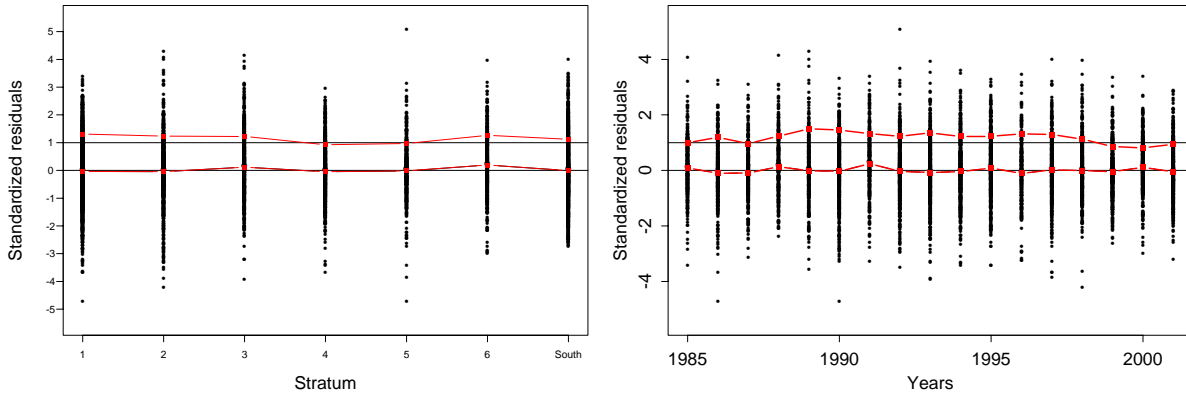 Standardized residuals
5
4
3
2
1
0
-1
-2
-3
-4
-5
1 2 3 4 5 6 South
Stratum
Standardized residuals
4
2
0
-2
-4
1985 1990 1995 2000
Years